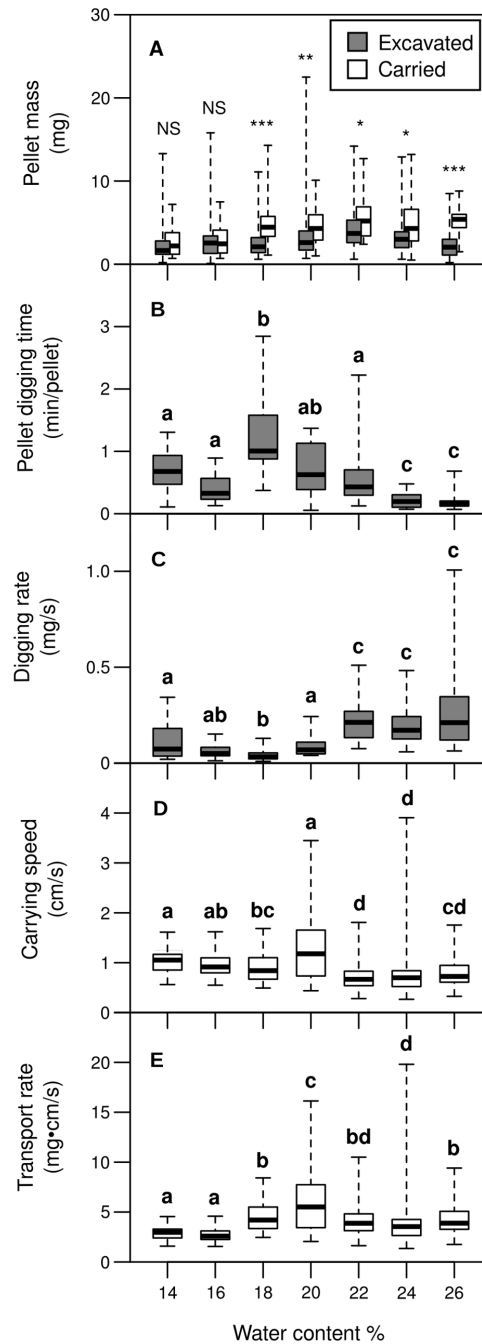 A
Excavated
Carried
Pellet mass
(mg)
30
20
10
0
NS
NS
***
**
*
*
***
B
Pellet digging time
(min/pellet)
3
2
1
0
a
a
b
ab
a
c
c
C
Digging rate
(mg/s)
1.0
0.5
0
a
ab
b
a
c
c
c
D
Carrying speed
(cm/s)
4
3
2
1
0
a
ab
bc
a
d
d
cd
E
Transport rate
(mg•cm/s)
20
15
10
5
0
a
a
b
c
bd
d
b
14 16 18 20 22 24 26
Water content %